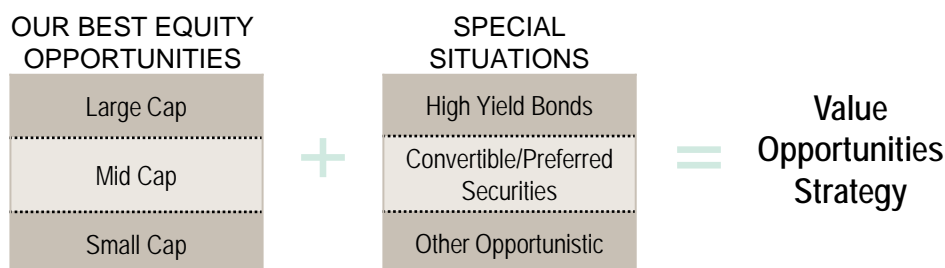 OUR BEST EQUITY
OPPORTUNITIES
Large Cap
Mid Cap
Small Cap
+
SPECIAL
SITUATIONS
High Yield Bonds
Convertible/Preferred
Securities
Other Opportunistic
=
Value
Opportunities
Strategy